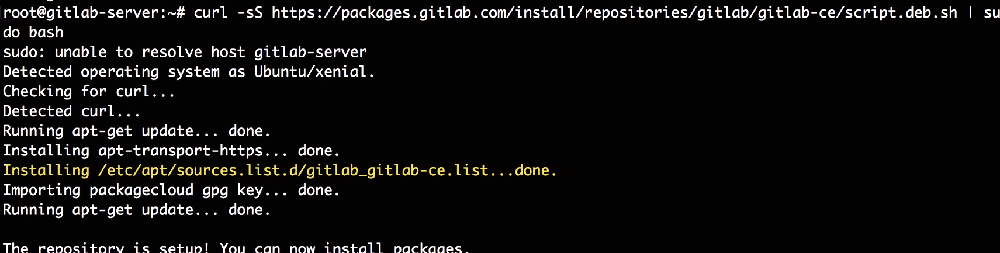 root@gitlab-server:~# curl -sS https://packages.gitlab.com/install/repositories/gitlab/gitlab-ce/script.deb.sh | su
do bash
sudo: unable to resolve host gitlab-server
Detected operating system as Ubuntu/xenial.
Checking for curl...
Detected curl...
Running apt-get update... done.
Installing apt-transport-https... done.
Installing /etc/apt/sources.list.d/gitlab_gitlab-ce.list...done.
Importing packagecloud gpg key... done.
Running apt-get update... done.
The repository is setup! You can now install packages.